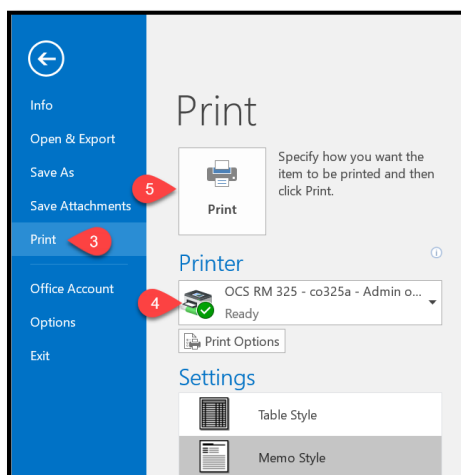 Info
Open & Export
Save As
Save Attachments
Print
3
Office Account
Options
Exit
Print
5
Print
Specify how you want the
item to be printed and then
click Print.
Printer
4
OCS RM 325 - co325a - Admin o...
Ready
Print Options
Settings
Table Style
Memo Style